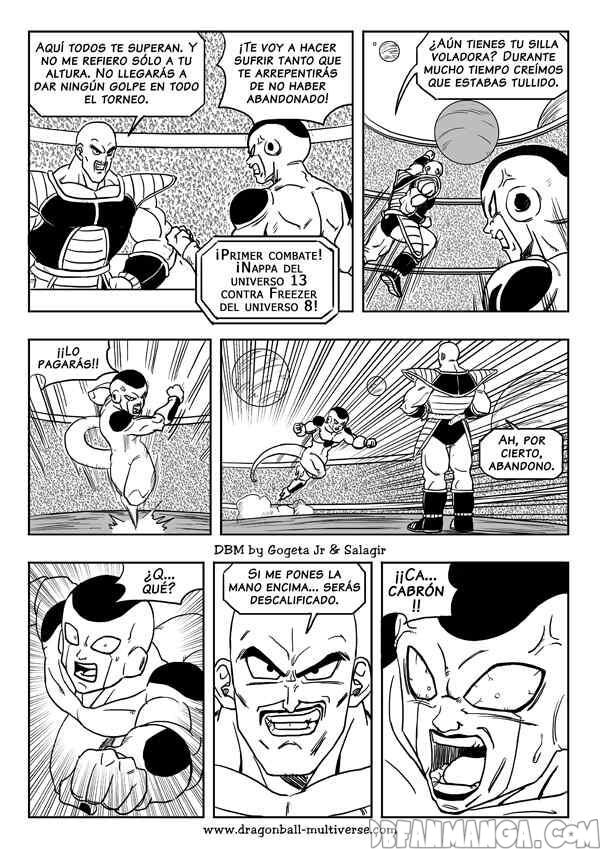 AQUÍ TODOS TE SUPERAN. Y
NO ME REFIERO SÓLO A TU
ALTURA. NO LLEGARÁS A
DAR NINGÚN GOLPE EN TODO
EL TORNEO.
¡TE VOY A HACER
SUFRIR TANTO QUE
TE ARREPENTIRÁS
DE NO HABER
ABANDONADO!
¡PRIMER COMBATE!
¡NAPPA DEL
UNIVERSO 13
CONTRA FREEZER
DEL UNIVERSO 8!
¿AÚN TIENES TU SILLA
VOLADORA? DURANTE
MUCHO TIEMPO CREÍMOS
QUE ESTABAS TULLIDO.
¡¡LO
PAGARÁS!!
AH, POR
CIERTO,
ABANDONO.
DBM by Gogeta Jr & Salagir
¿Q...
QUÉ?
SI ME PONES LA
MANO ENCIMA... SERÁS
DESCALIFICADO.
¡¡CA...
CABRÓN
!!
www.dragonball-multiverse.com
DBFANMANGA.COM